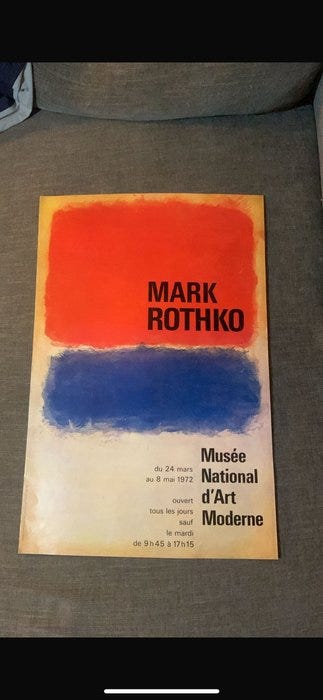 MARK
ROTHKO
Musée
National
d'Art
Moderne
du 24 mars
au 8 mai 1972
ouvert
tous les jours
sauf
le mardi
de 9h45 à 17h15